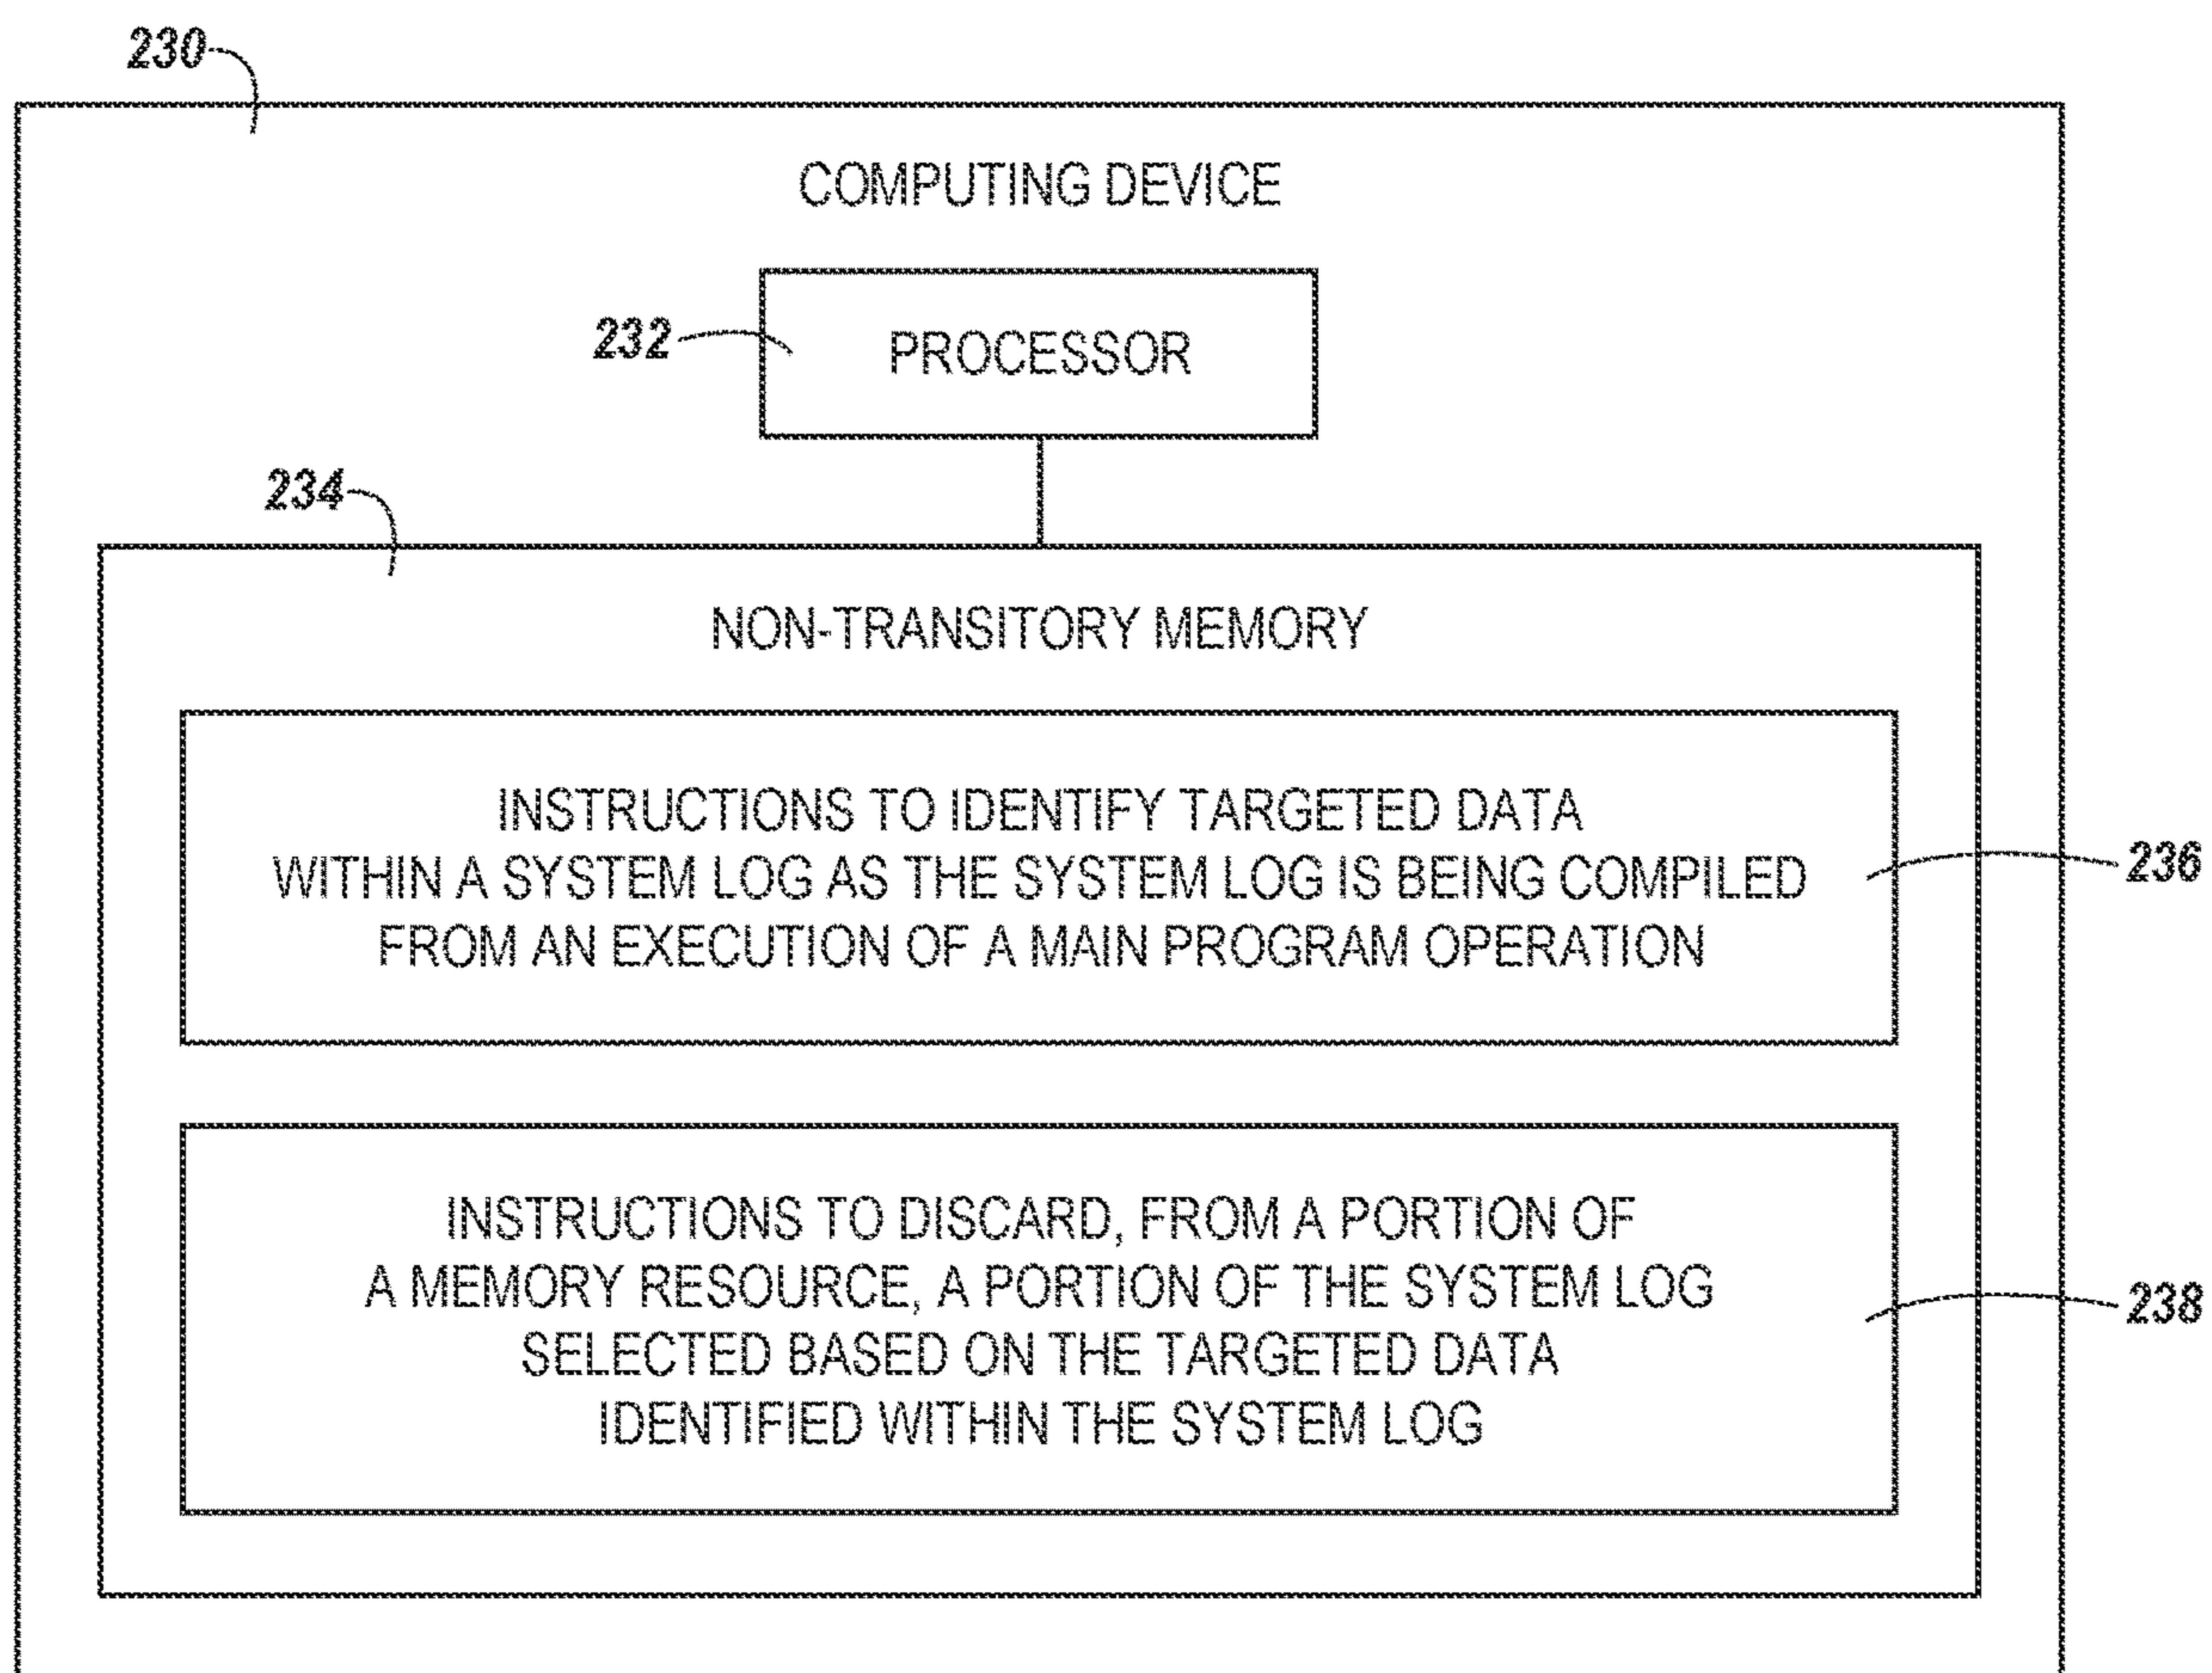 230
COMPUTING DEVICE
232
PROCESSOR
234
NON-TRANSITORY MEMORY
INSTRUCTIONS TO IDENTIFY TARGETED DATA
WITHIN A SYSTEM LOG AS THE SYSTEM LOG IS BEING COMPILED
FROM AN EXECUTION OF A MAIN PROGRAM OPERATION
236
INSTRUCTIONS TO DISCARD, FROM A PORTION OF
A MEMORY RESOURCE, A PORTION OF THE SYSTEM LOG
SELECTED BASED ON THE TARGETED DATA
IDENTIFIED WITHIN THE SYSTEM LOG
238